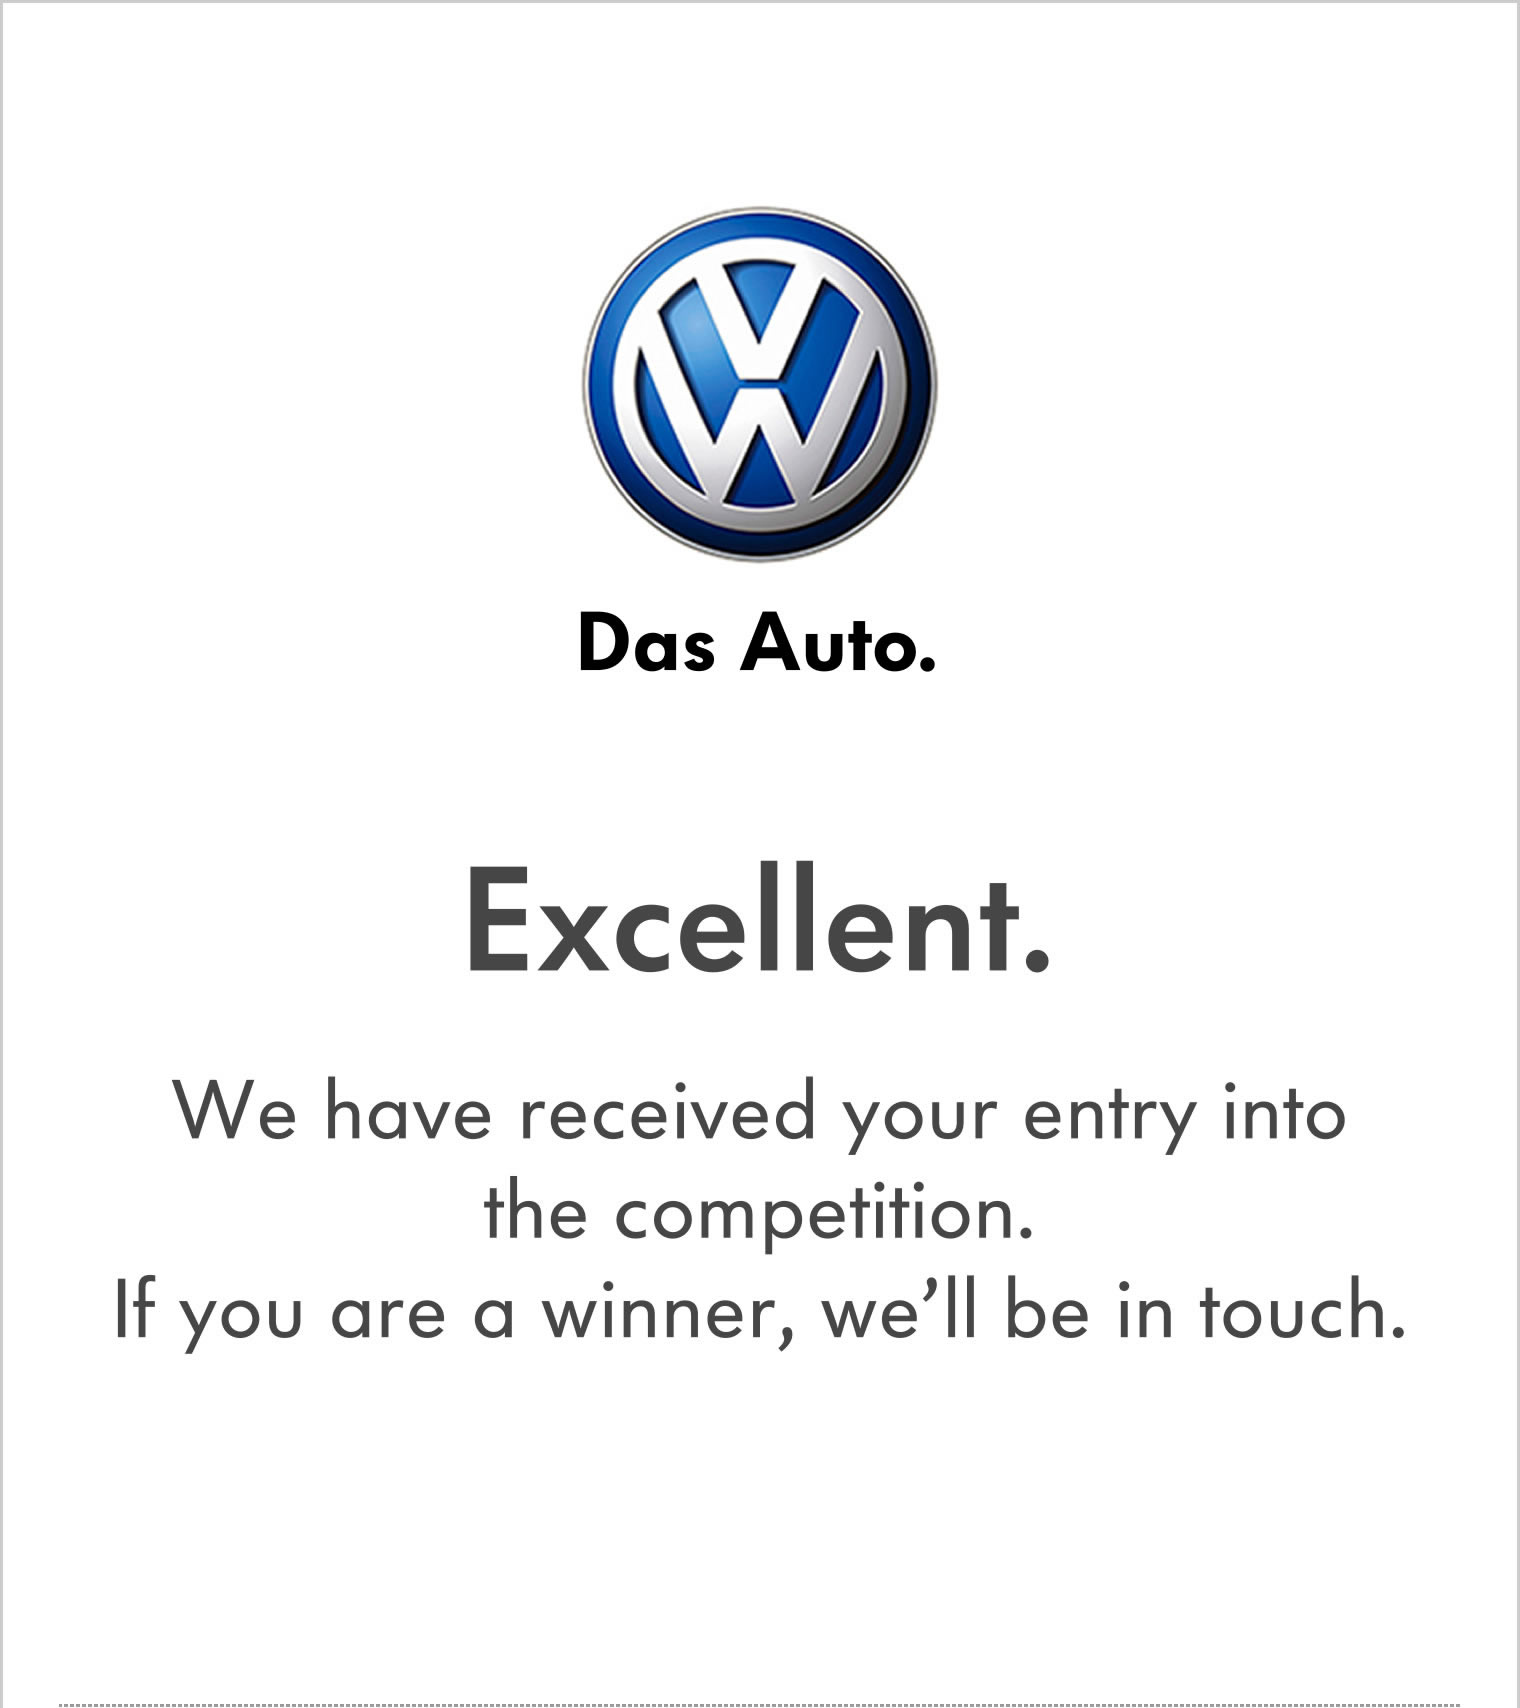 Das Auto.
Excellent.
We have received your entry into
the competition.
If you are a winner, we’ll be in touch.